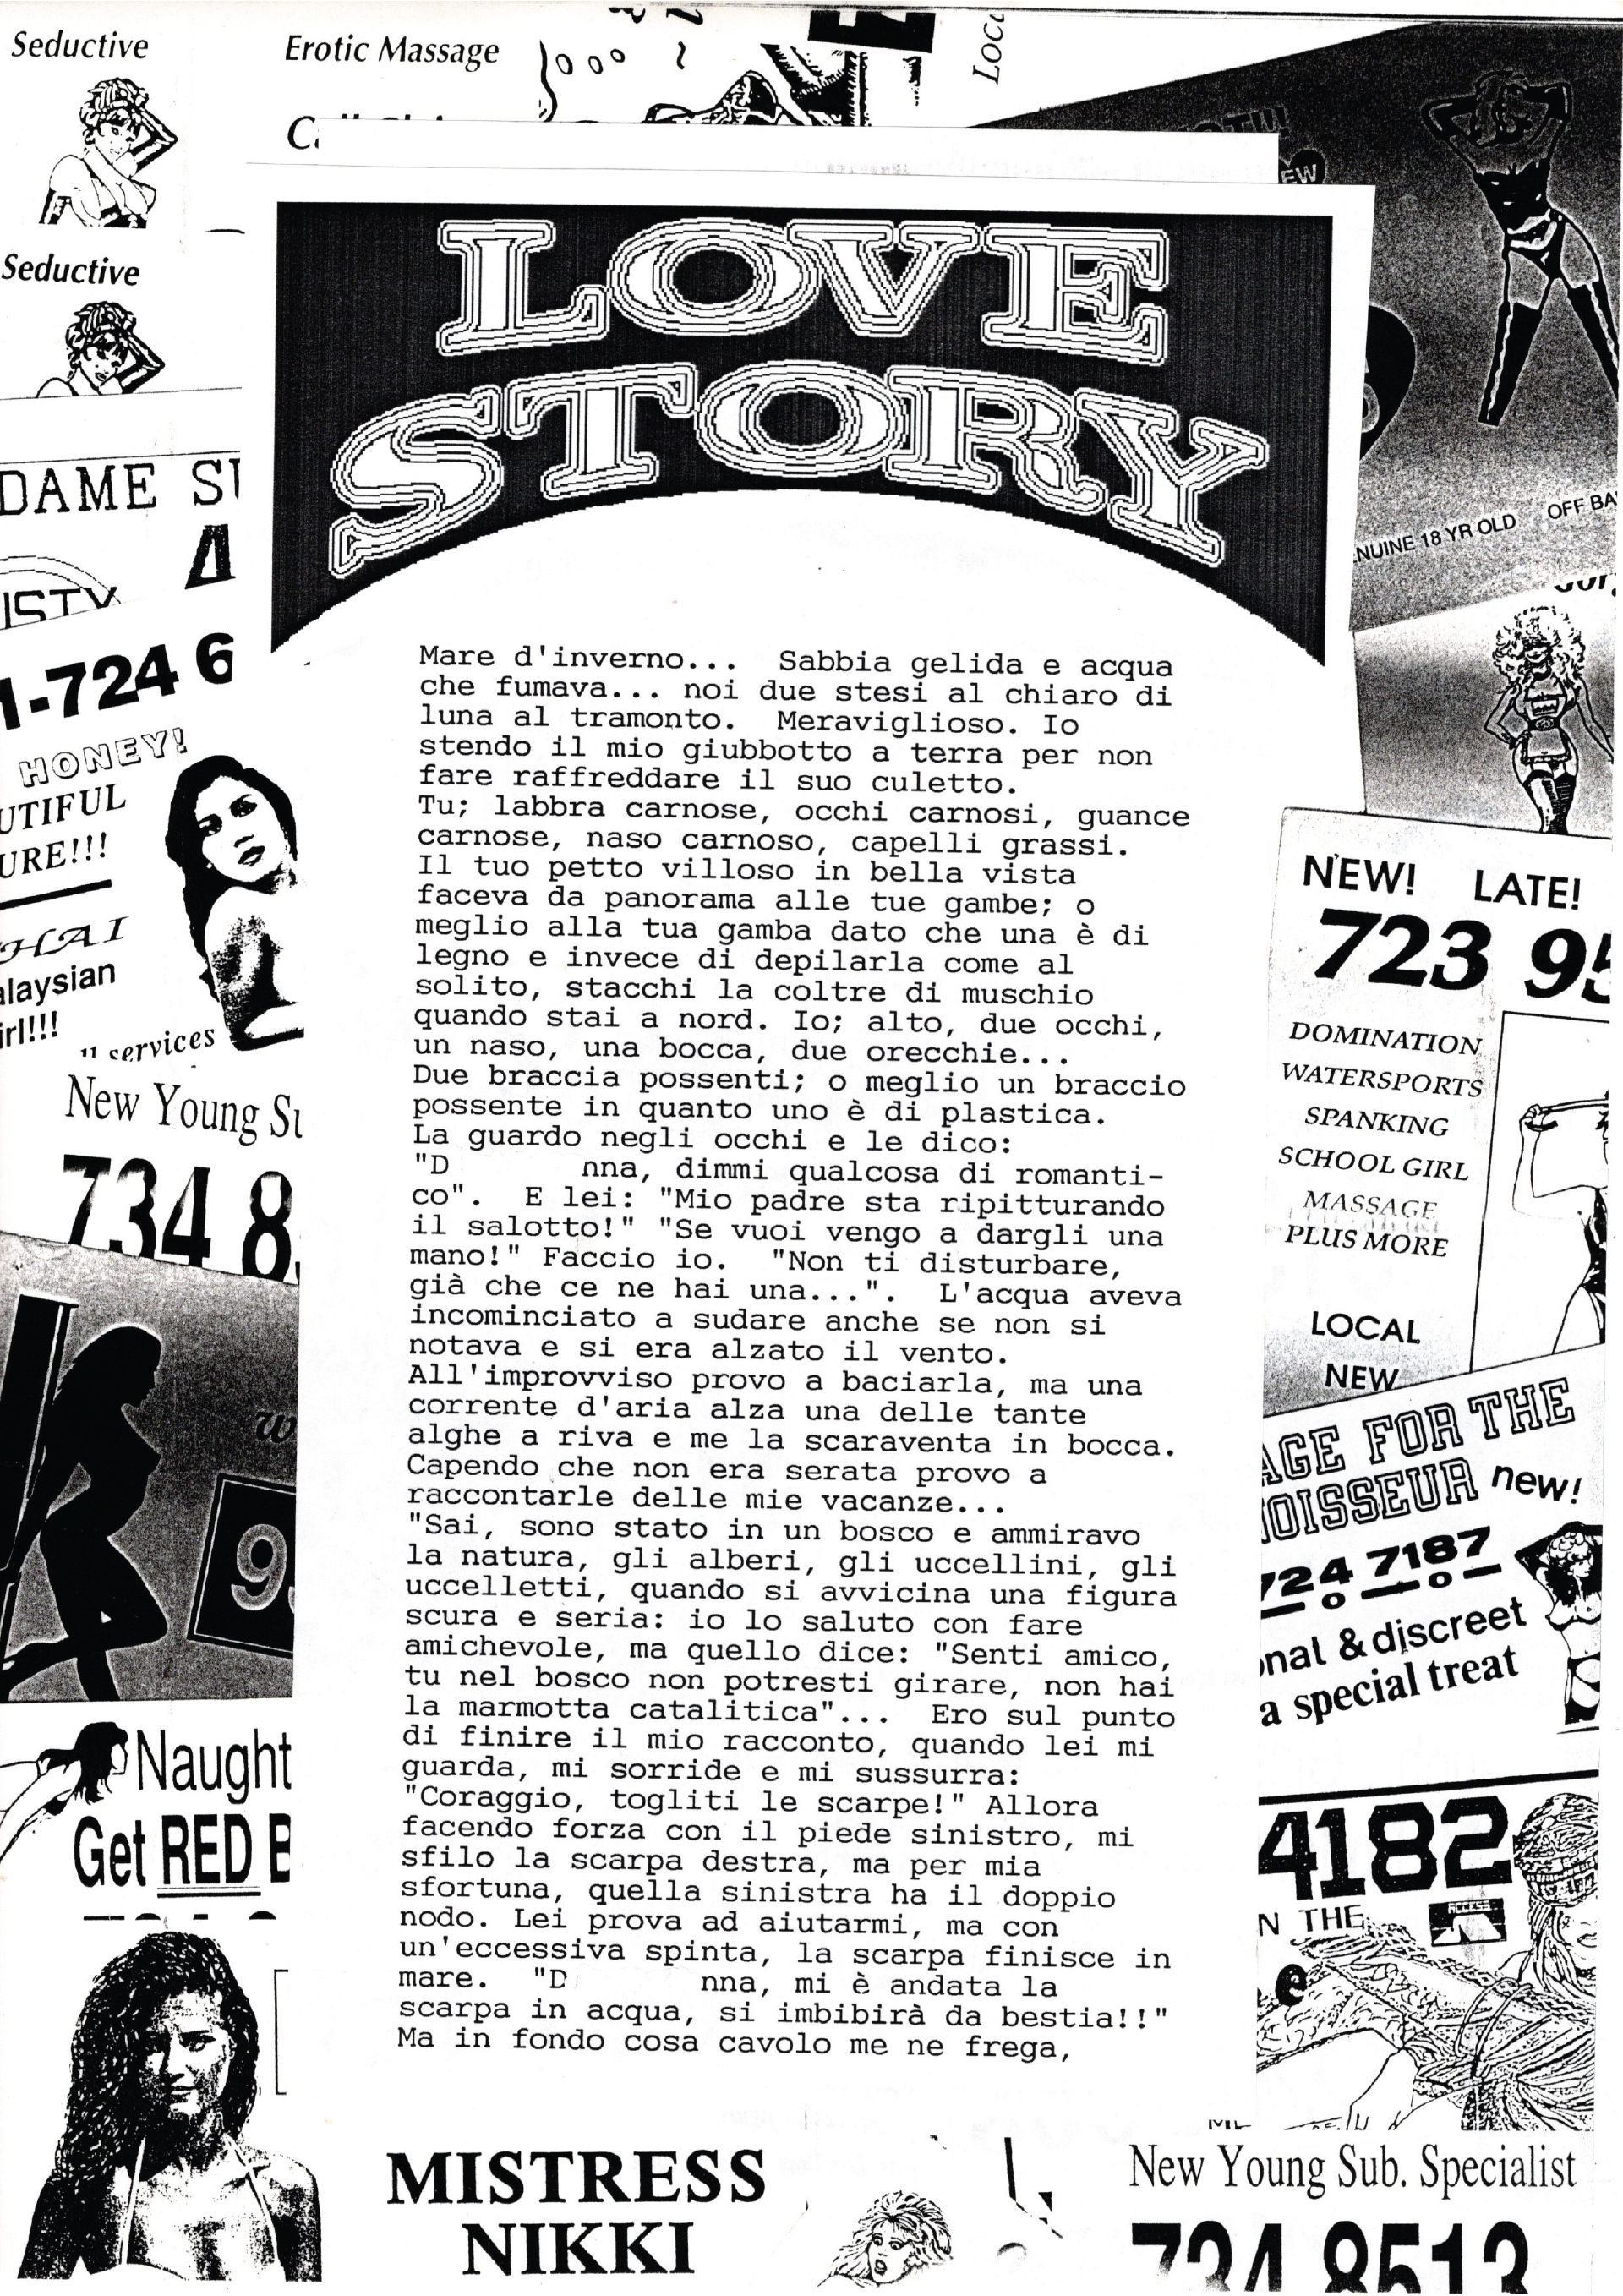 Seductive
Erotic Massage
Seductive
LOVE
STORY
NUINE 18 YR OLD OFF BA
DAME
1-724 6
HONEY!
UTIFUL
URE!!!
HAI
alaysian
irl!!!
services
New Young
734 8
Mare d'inverno...  Sabbia gelida e acqua
che fumava... noi due stesi al chiaro di
luna al tramonto.  Meraviglioso. Io
stendo il mio giubbotto a terra per non
fare raffreddare il suo culetto.
Tu; labbra carnose, occhi carnosi, guance
carnose, naso carnoso, capelli grassi.
Il tuo petto villoso in bella vista
faceva da panorama alle tue gambe; o
meglio alla tua gamba dato che una è di
legno e invece di depilarla come al
solito, stacchi la coltre di muschio
quando stai a nord. Io; alto, due occhi,
un naso, una bocca, due orecchie...
Due braccia possenti; o meglio un braccio
possente in quanto uno è di plastica.
La guardo negli occhi e le dico:
"D nna, dimmi qualcosa di romanti-
co".  E lei: "Mio padre sta ripitturando
il salotto!" "Se vuoi vengo a dargli una
mano!" Faccio io.  "Non ti disturbare,
già che ce ne hai una...".  L'acqua aveva
incominciato a sudare anche se non si
notava e si era alzato il vento.
All'improvviso provo a baciarla, ma una
corrente d'aria alza una delle tante
alghe a riva e me la scaraventa in bocca.
Capendo che non era serata provo a
raccontarle delle mie vacanze...
"Sai, sono stato in un bosco e ammiravo
la natura, gli alberi, gli uccellini, gli
uccelletti, quando si avvicina una figura
scura e seria: io lo saluto con fare
amichevole, ma quello dice: "Senti amico,
tu nel bosco non potresti girare, non hai
la marmotta catalitica"...  Ero sul punto
di finire il mio racconto, quando lei mi
guarda, mi sorride e mi sussurra:
"Coraggio, togliti le scarpe!" Allora
facendo forza con il piede sinistro, mi
sfilo la scarpa destra, ma per mia
sfortuna, quella sinistra ha il doppio
nodo. Lei prova ad aiutarmi, ma con
un'eccessiva spinta, la scarpa finisce in
mare.  "D nna, mi è andata la
scarpa in acqua, si imbibirà da bestia!!"
Ma in fondo cosa cavolo me ne frega,
NEW! LATE!
723 95
DOMINATION
WATERSPORTS
SPANKING
SCHOOL GIRL
MASSAGE
PLUS MORE
LOCAL
NEW
AGE FOR THE
OISSEUR new!
724 7187
nal & discreet
a special treat
Naught
Get RED B
4182
N THE
ACCESS
MISTRESS
NIKKI
New Young Sub. Specialist
734 8513